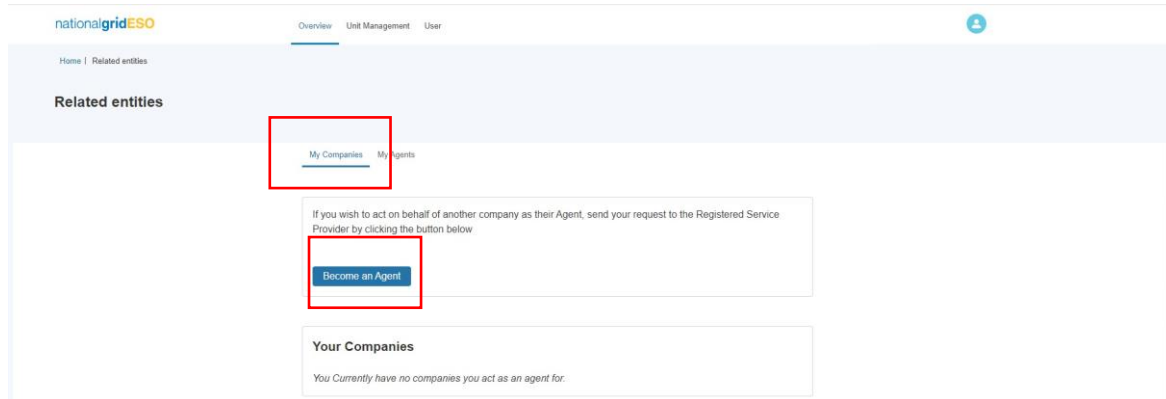 nationalgridESO
Overview Unit Management User
Home | Related entities
Related entities
My Companies My Agents
If you wish to act on behalf of another company as their Agent, send your request to the Registered Service
Provider by clicking the button below
Become an Agent
Your Companies
You Currently have no companies you act as an agent for.